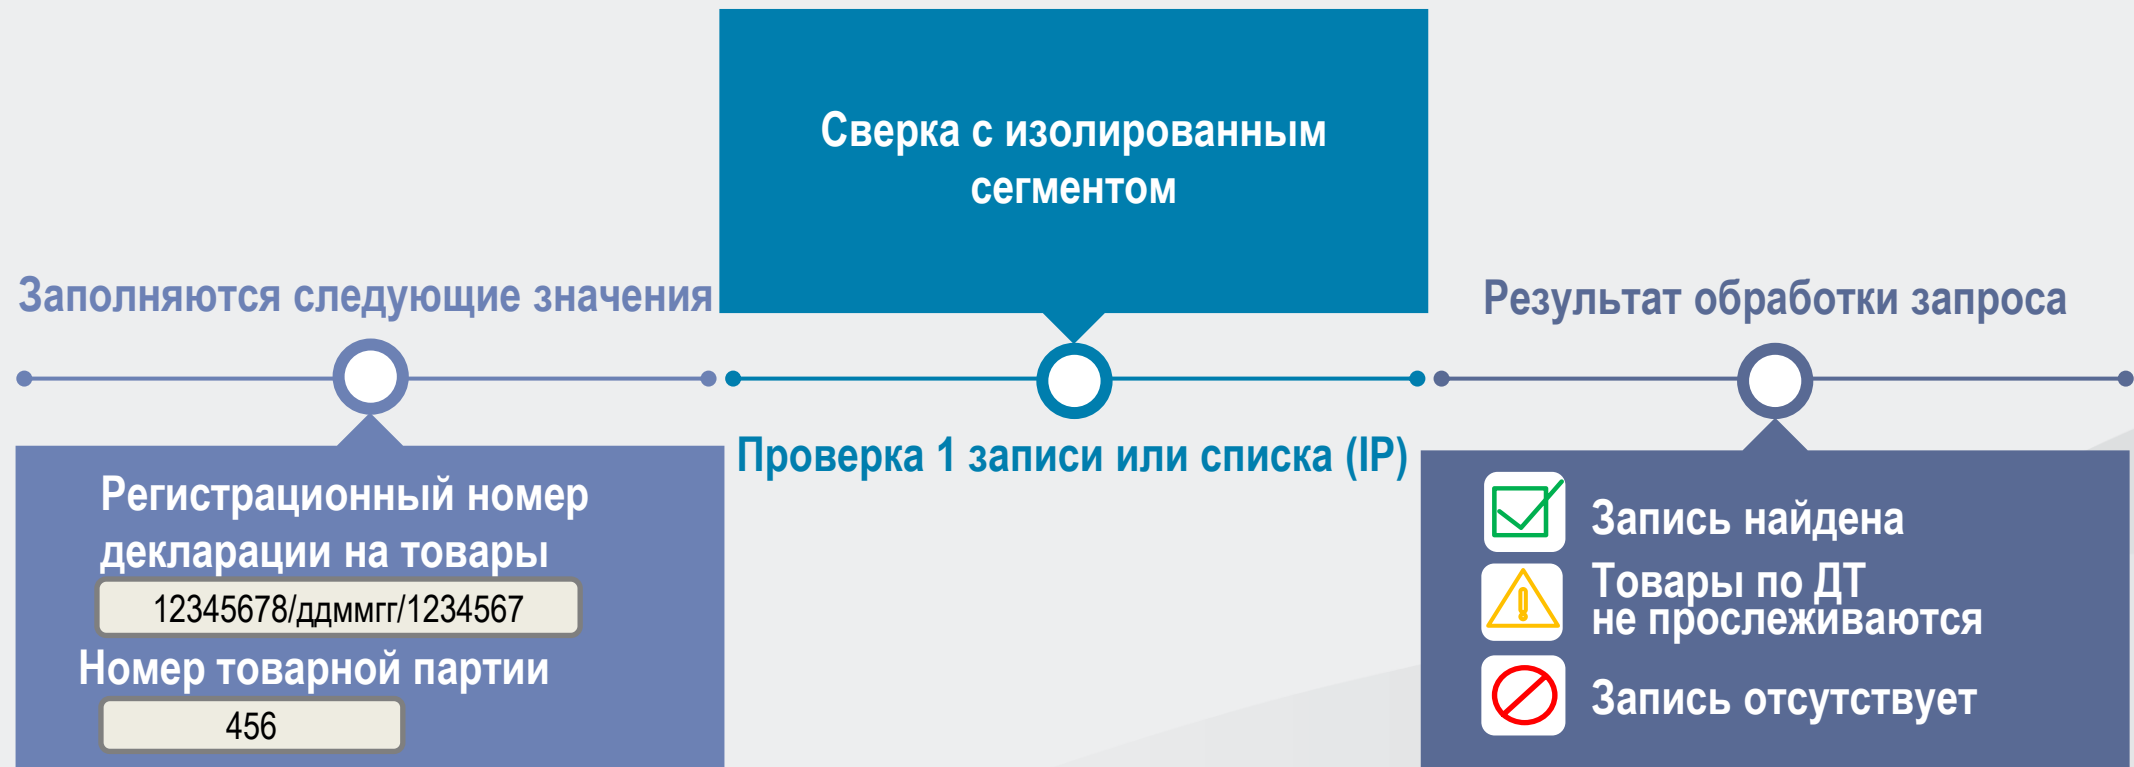 Заполняются следующие значения
Регистрационный номер
декларации на товары
12345678/ддммгг/1234567
Номер товарной партии
456
Сверка с изолированным
сегментом
Проверка 1 записи или списка (IP)
Результат обработки запроса
Запись найдена
Товары по ДТ
не прослеживаются
Запись отсутствует